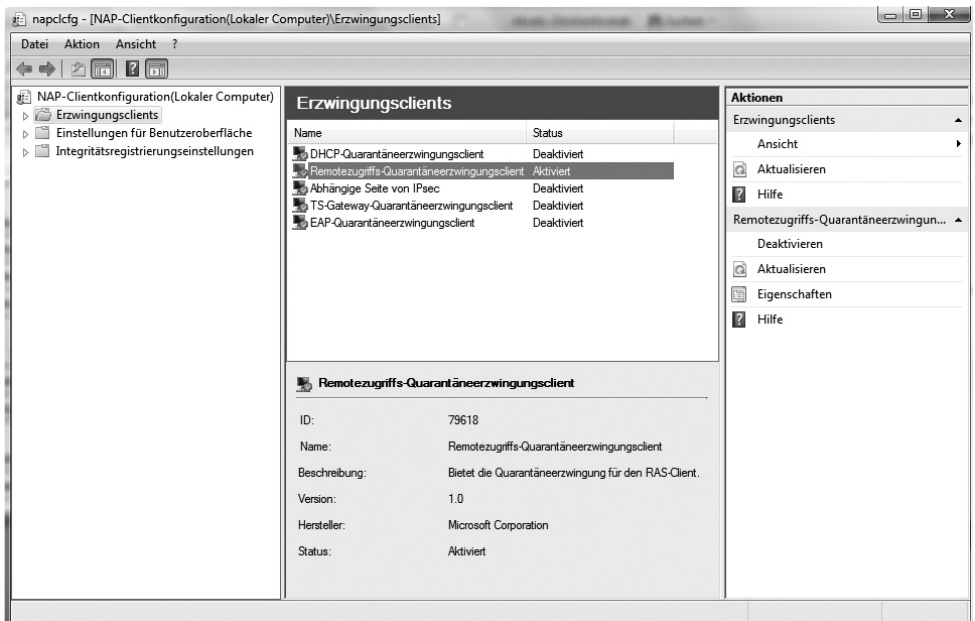 napclcfg - [NAP-Clientkonfiguration(Lokaler Computer)\Erzwingungsclients]
Datei Aktion Ansicht ?
NAP-Clientkonfiguration(Lokaler Computer)
Erzwingungsclients
Einstellungen für Benutzeroberfläche
Integritätsregistrierungseinstellungen
Erzwingungsclients
Name Status
DHCP-Quarantäneerzwingungsclient Deaktiviert
Remotezugriffs-Quarantäneerzwingungsclient Aktiviert
Abhängige Seite von IPsec Deaktiviert
TS-Gateway-Quarantäneerzwingungsclient Deaktiviert
EAP-Quarantäneerzwingungsclient Deaktiviert
Remotezugriffs-Quarantäneerzwingungsclient
ID: 79618
Name: Remotezugriffs-Quarantäneerzwingungsclient
Beschreibung: Bietet die Quarantäneerzwingung für den RAS-Client.
Version: 1.0
Hersteller: Microsoft Corporation
Status: Aktiviert
Aktionen
Erzwingungsclients
Ansicht
Aktualisieren
Hilfe
Remotezugriffs-Quarantäneerzwingun...
Deaktivieren
Aktualisieren
Eigenschaften
Hilfe